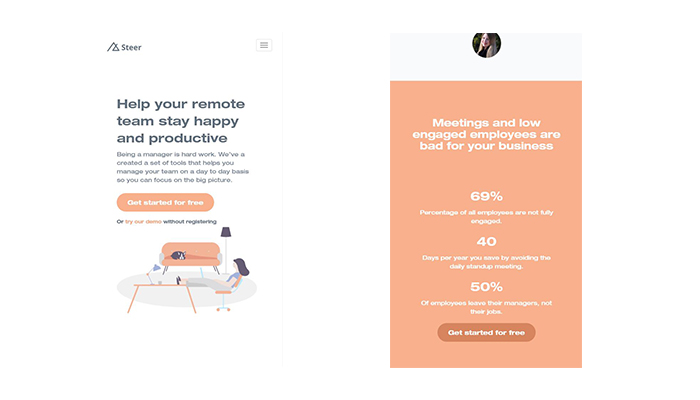 Steer
Help your remote
team stay happy
and productive
Being a manager is hard work. We've a
created a set of tools that helps you
manage your team on a day to day basis
so you can focus on the big picture.
Get started for free
Or try our demo without registering
Meetings and low
engaged employees are
bad for your business
69%
Percentage of all employees are not fully
engaged.
40
Days per year you save by avoiding the
daily standup meeting.
50%
Of employees leave their managers, not
their jobs.
Get started for free